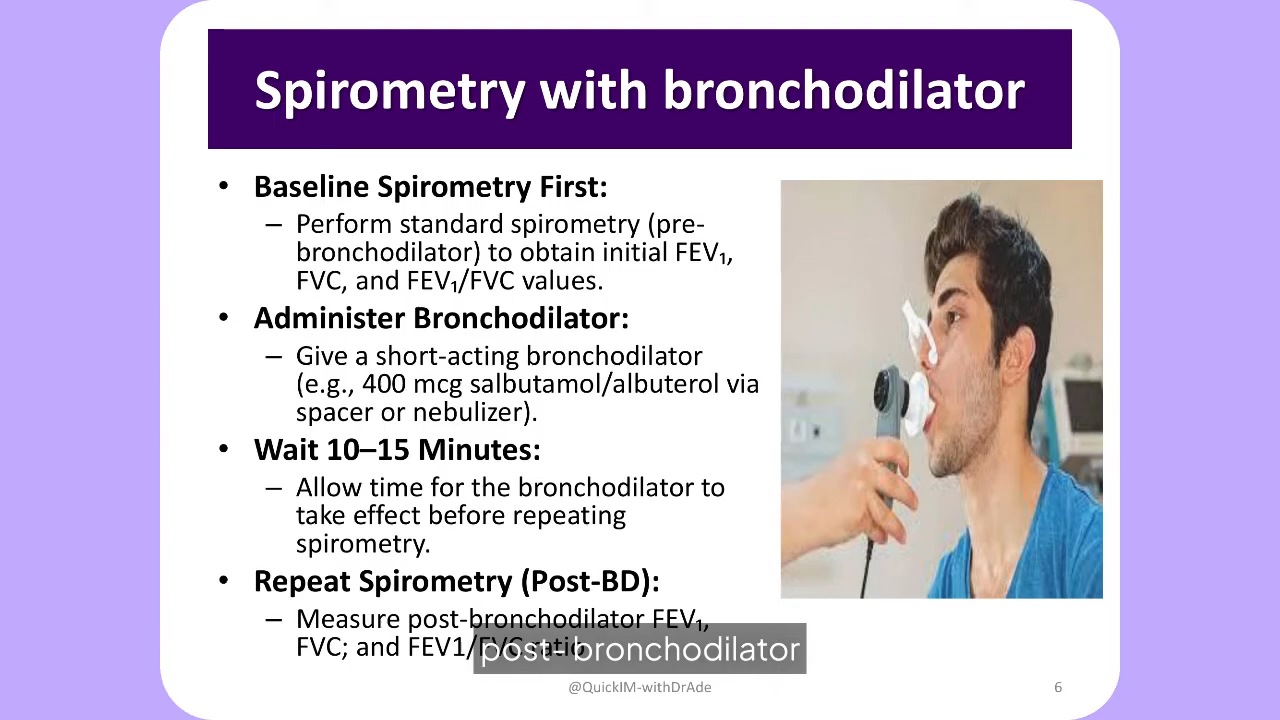 Spirometry with bronchodilator
• Baseline Spirometry First:
– Perform standard spirometry (pre-
bronchodilator) to obtain initial FEV₁,
FVC, and FEV₁/FVC values.
• Administer Bronchodilator:
– Give a short-acting bronchodilator
(e.g., 400 mcg salbutamol/albuterol via
spacer or nebulizer).
• Wait 10–15 Minutes:
– Allow time for the bronchodilator to
take effect before repeating
spirometry.
• Repeat Spirometry (Post-BD):
– Measure post-bronchodilator FEV₁,
FVC; and FEV1/FVC ratio
post- bronchodilator
@QuickIM-withDrAde
6